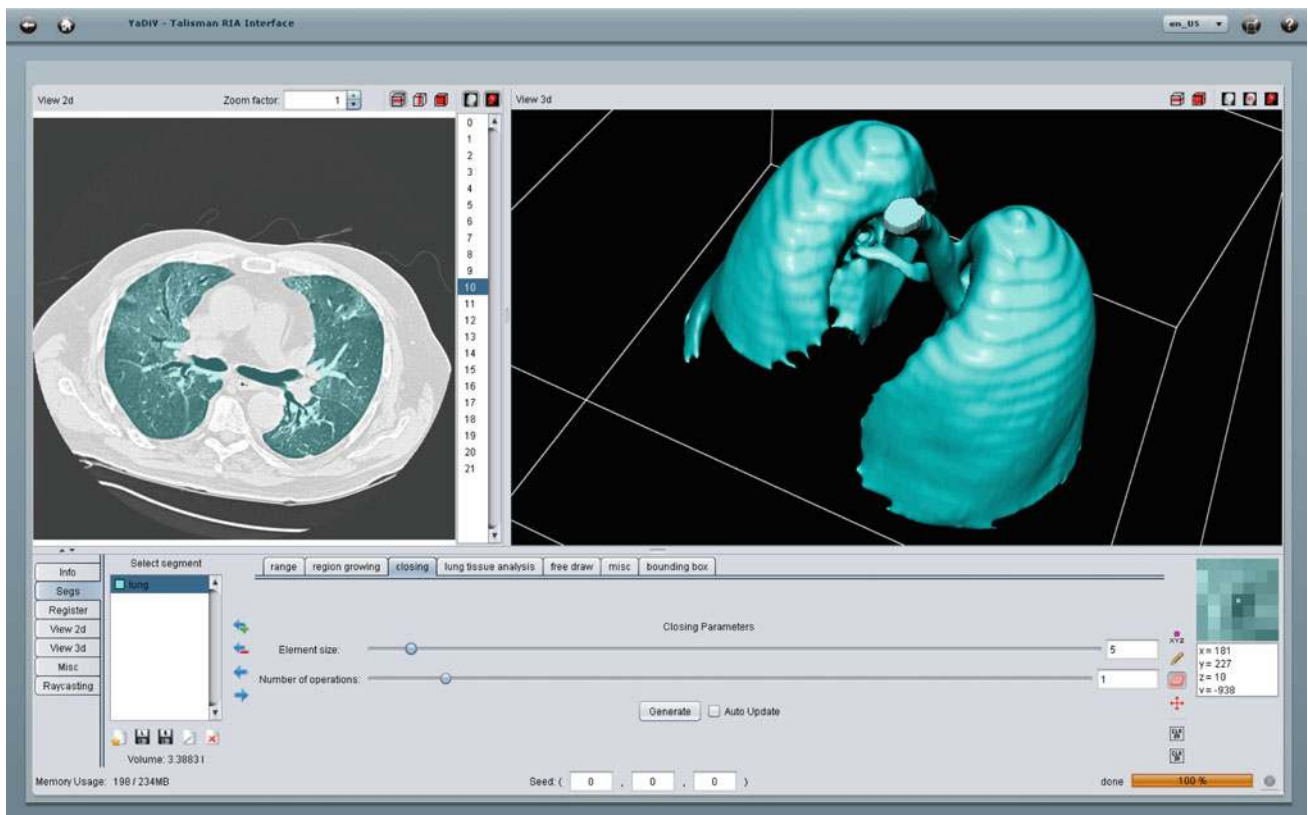 YaDiV - Talisman RIA Interface
en_US
View 2d
Zoom factor:
1
View 3d
0
1
2
3
4
5
6
7
8
9
10
11
12
13
14
15
16
17
18
19
20
21
Info
Segs
Register
View 2d
View 3d
Misc
Raycasting
Select segment
lung
Volume: 3.3883 l
range
region growing
closing
lung tissue analysis
free draw
misc
bounding box
Closing Parameters
Element size:
5
Number of operations:
1
Generate
Auto Update
XYZ
x = 181
y = 227
z = 10
v = -938
Memory Usage: 198 / 234MB
Seed: ( 0 , 0 , 0 )
done
100 %